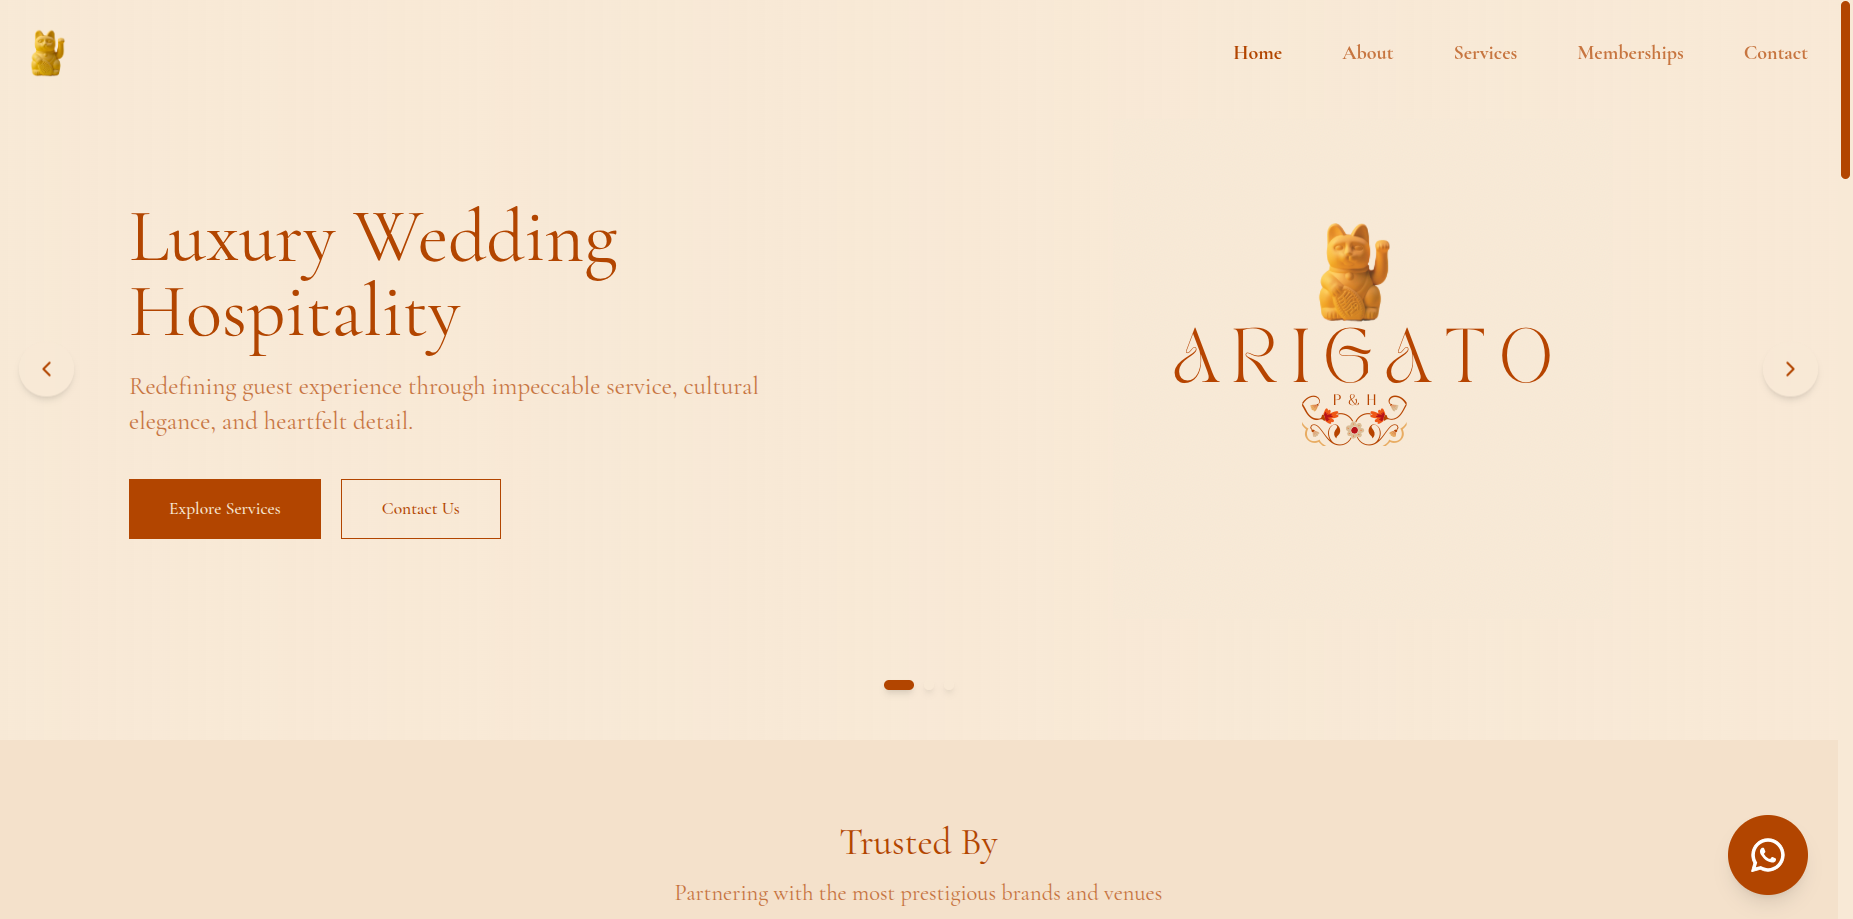 Home
About
Services
Memberships
Contact
Luxury Wedding
Hospitality
Redefining guest experience through impeccable service, cultural
elegance, and heartfelt detail.
Explore Services
Contact Us
ARIGATO
P & H
Trusted By
Partnering with the most prestigious brands and venues